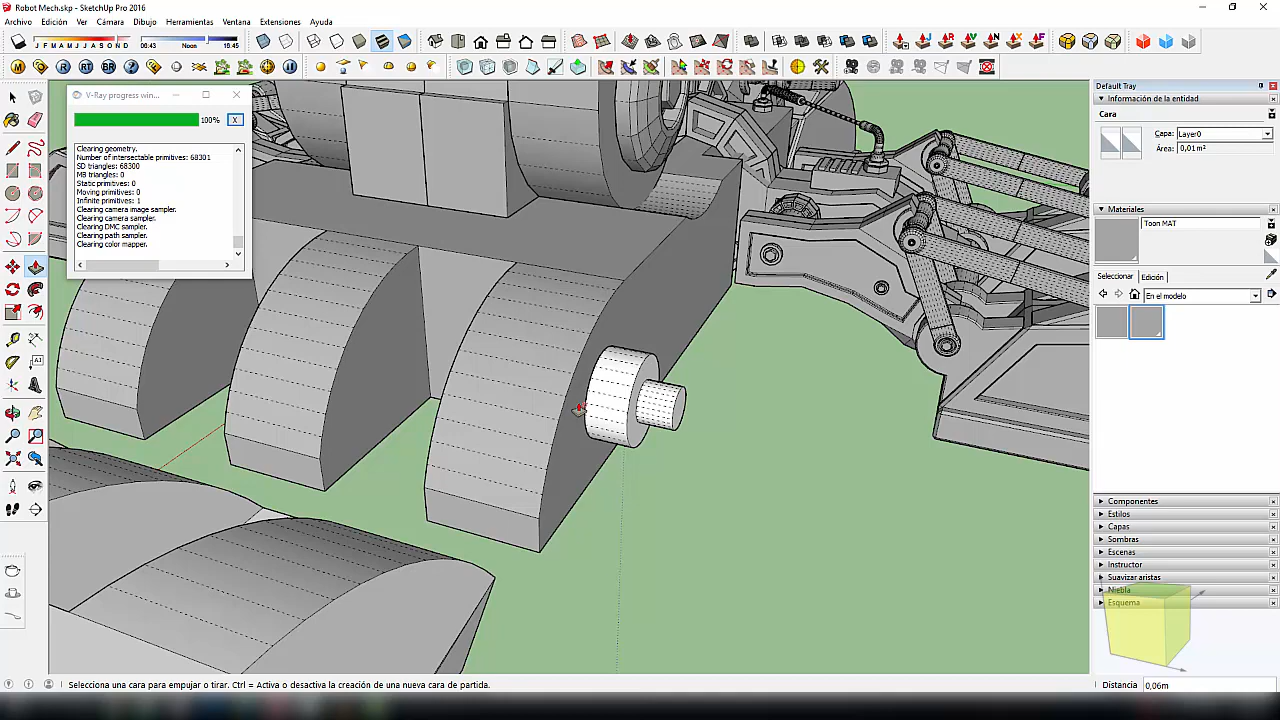 Robot Mech.skp - SketchUp Pro 2016
Archivo Edición Ver Cámara Dibujo Herramientas Ventana Extensiones Ayuda
J F M A M J J A S O N D 06:43 Noon 16:45
V-Ray progress win...
100%
X
Clearing geometry.
Number of intersectable primitives: 68301
SD triangles: 68300
MB triangles: 0
Static primitives: 0
Moving primitives: 0
Infinite primitives: 1
Clearing camera image sampler.
Clearing camera sampler.
Clearing DMC sampler.
Clearing path sampler.
Clearing color mapper.
Default Tray
Información de la entidad
Cara
Capa: Layer0
Área: 0,01 m²
Materiales
Toon MAT
Seleccionar Edición
En el modelo
Componentes
Estilos
Capas
Sombras
Escenas
Instructor
Suavizar aristas
Niebla
Esquema
Selecciona una cara para empujar o tirar. Ctrl = Activa o desactiva la creación de una nueva cara de partida.
Distancia 0,06m